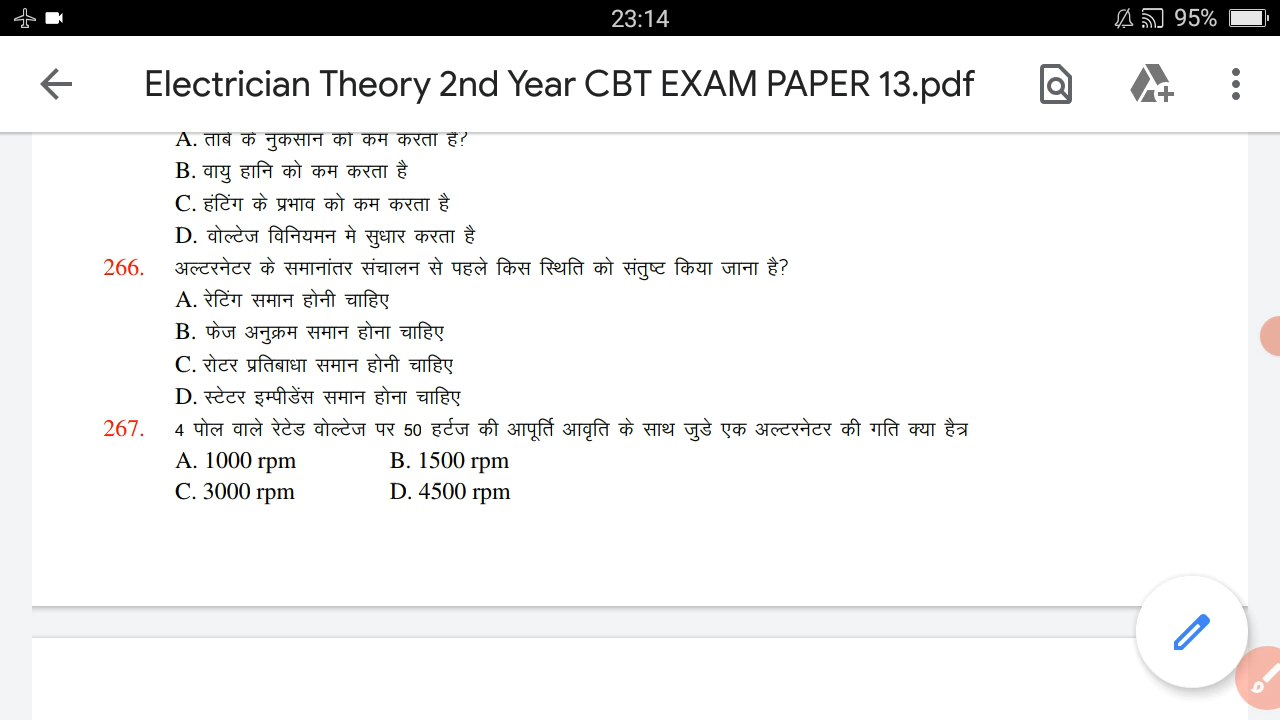 23:14
95%
Electrician Theory 2nd Year CBT EXAM PAPER 13.pdf
A. तांबे के नुकसान को कम करता है?
B. वायु हानि को कम करता है
C. हंटिंग के प्रभाव को कम करता है
D. वोल्टेज विनियमन मे सुधार करता है
266. अल्टरनेटर के समानांतर संचालन से पहले किस स्थिति को संतुष्ट किया जाना है?
A. रेटिंग समान होनी चाहिए
B. फेज अनुक्रम समान होना चाहिए
C. रोटर प्रतिबाधा समान होनी चाहिए
D. स्टेटर इम्पीडेंस समान होना चाहिए
267. 4 पोल वाले रेटेड वोल्टेज पर 50 हर्टज की आपूर्ति आवृति के साथ जुडे एक अल्टरनेटर की गति क्या हैत्र
A. 1000 rpm B. 1500 rpm
C. 3000 rpm D. 4500 rpm